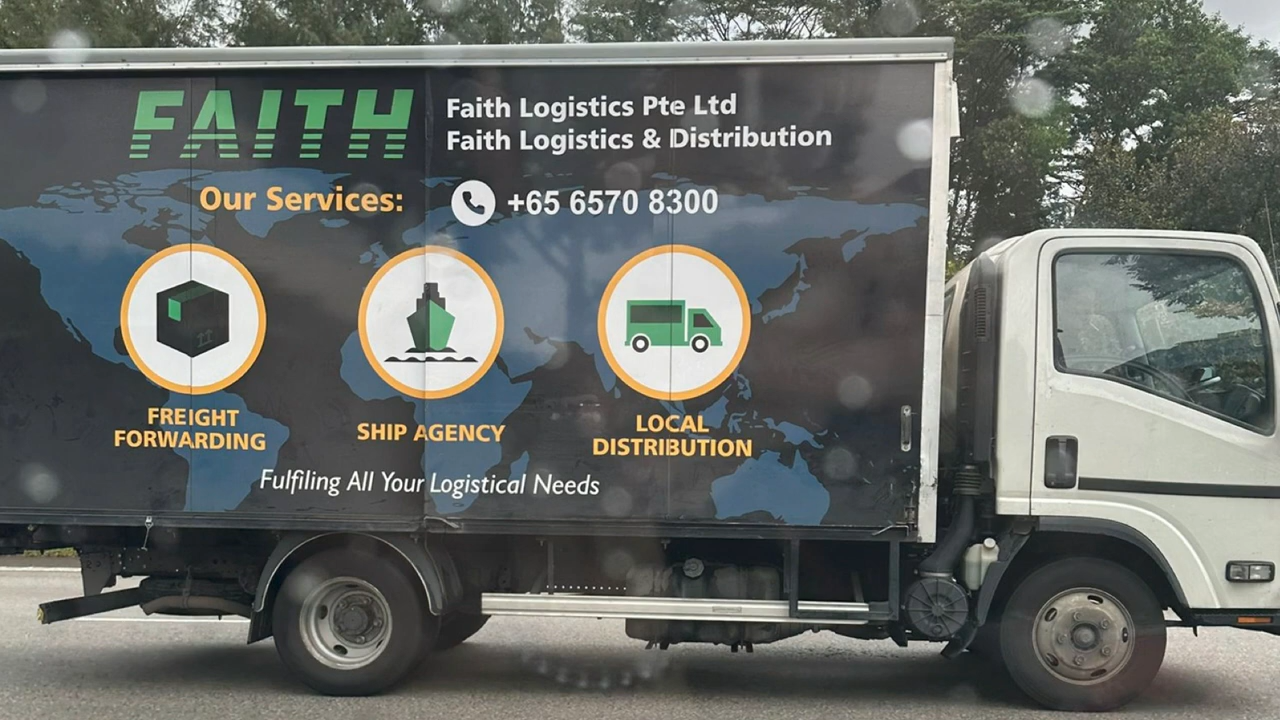 FAITH
Faith Logistics Pte Ltd
Faith Logistics & Distribution
Our Services:
+65 6570 8300
FREIGHT
FORWARDING
SHIP AGENCY
LOCAL
DISTRIBUTION
Fulfiling All Your Logistical Needs